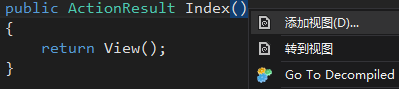 public ActionResult Index()
{
return View();
}
添加视图(D)...
转到视图
Go To Decompiled